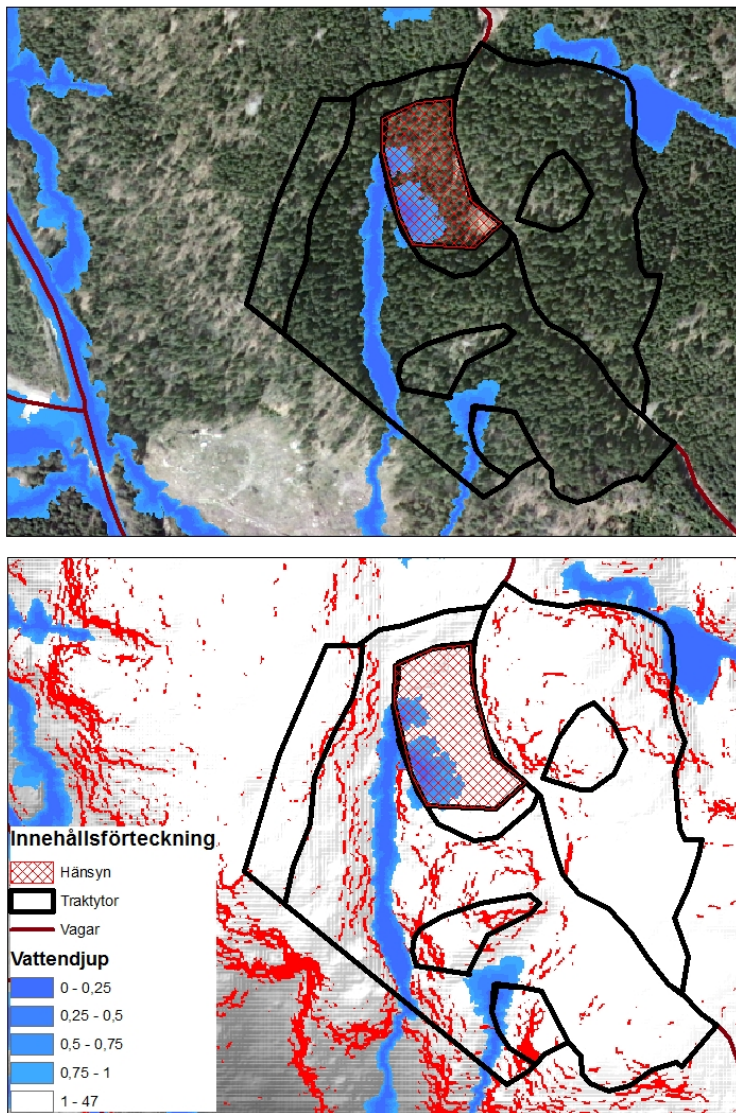 Innehållsförteckning
Hänsyn
Traktytor
Vagar
Vattendjup
0 - 0,25
0,25 - 0,5
0,5 - 0,75
0,75 - 1
1 - 47